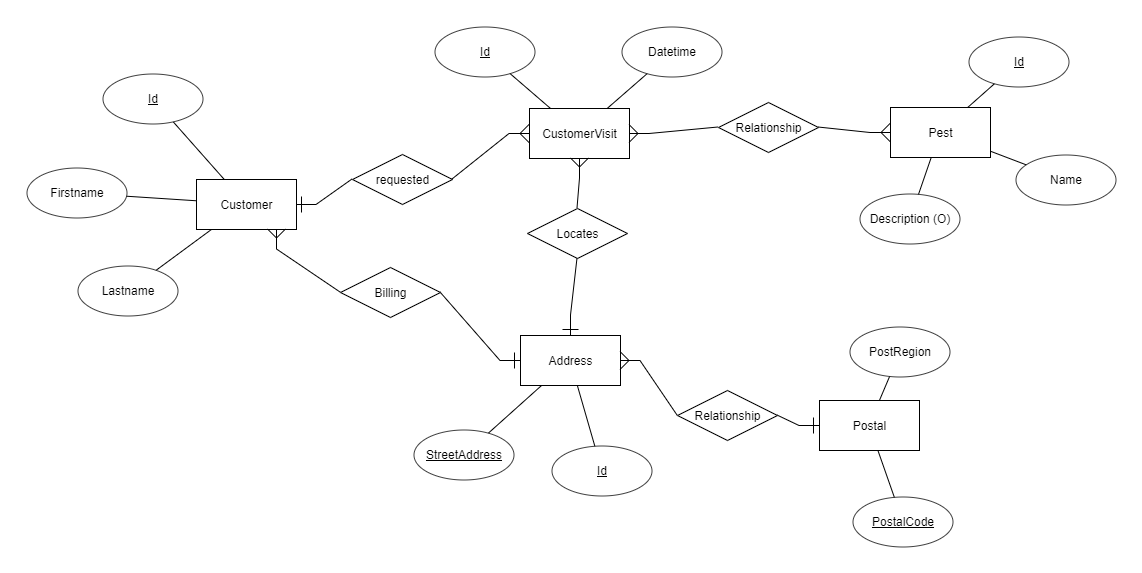 Id
Datetime
Id
Id
CustomerVisit
Relationship
Pest
requested
Name
Firstname
Customer
Description (O)
Locates
Lastname
Billing
PostRegion
Address
Relationship
Postal
StreetAddress
Id
PostalCode